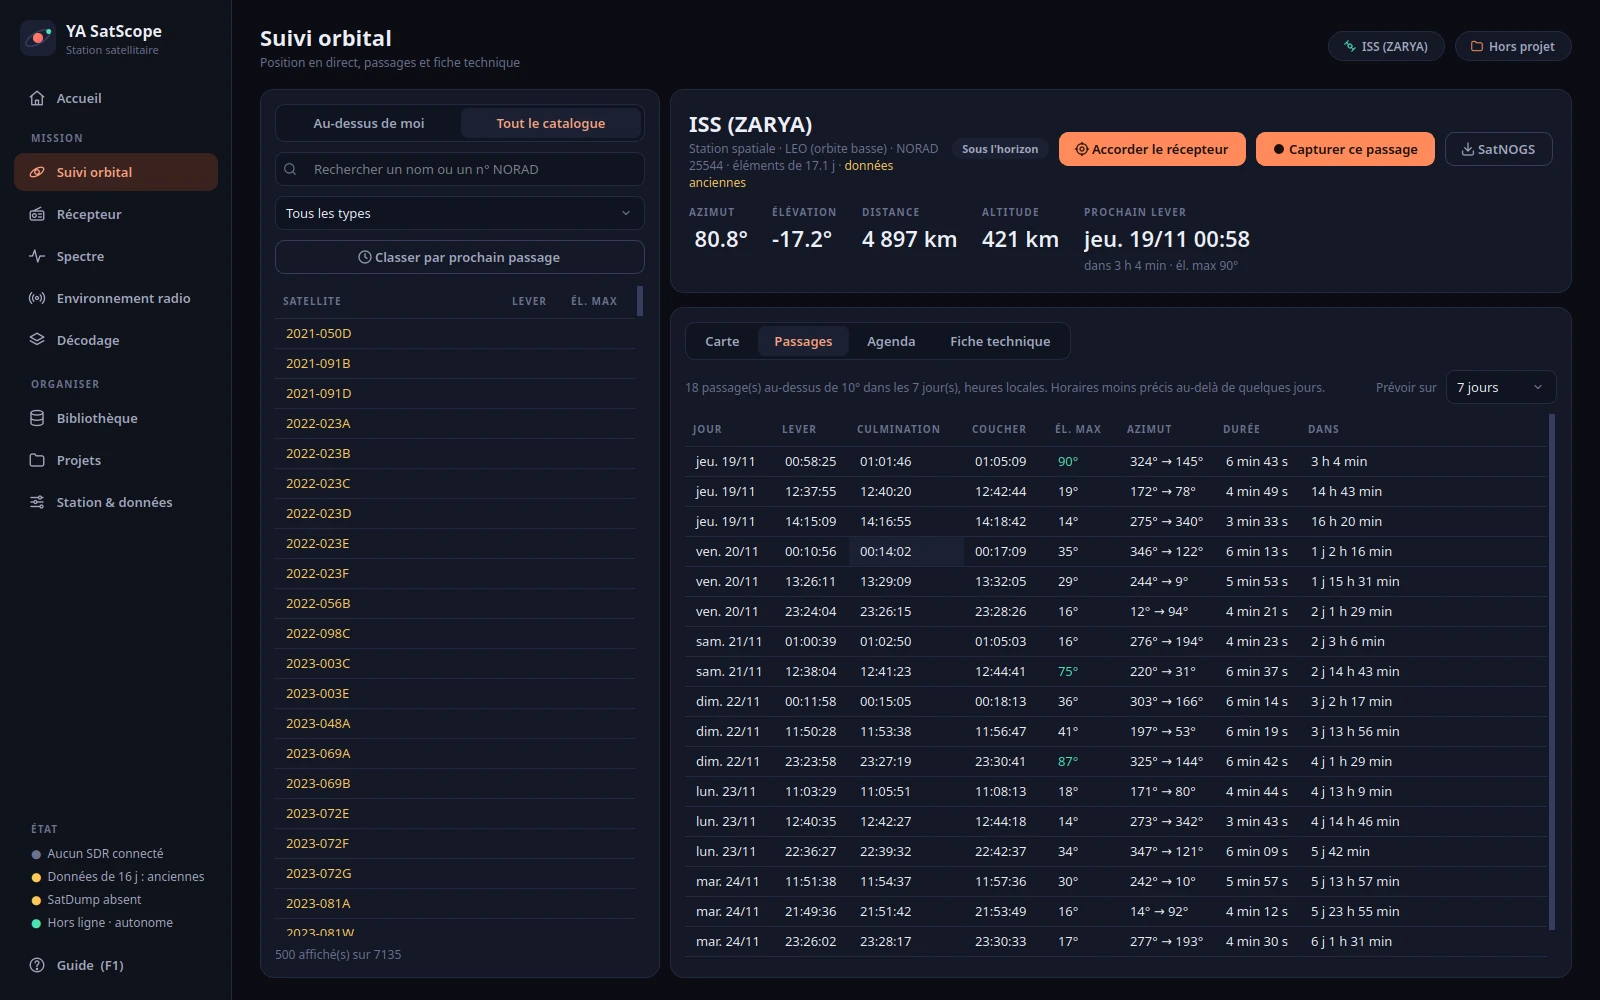 YA SatScope
Station satellitaire
Accueil
MISSION
Suivi orbital
Récepteur
Spectre
Environnement radio
Décodage
ORGANISER
Bibliothèque
Projets
Station & données
ÉTAT
Aucun SDR connecté
Données de 16 j : anciennes
SatDump absent
Hors ligne · autonome
Guide (F1)
Suivi orbital
Position en direct, passages et fiche technique
ISS (ZARYA)
Hors projet
Au-dessus de moi
Tout le catalogue
Rechercher un nom ou un n° NORAD
Tous les types
Classer par prochain passage
SATELLITE LEVER ÉL. MAX
2021-050D
2021-091B
2021-091D
2022-023A
2022-023B
2022-023C
2022-023D
2022-023E
2022-023F
2022-056B
2022-098C
2023-003C
2023-003E
2023-048A
2023-069A
2023-069B
2023-072E
2023-072F
2023-072G
2023-081A
2023-081W
500 affiché(s) sur 7135
ISS (ZARYA)
Station spatiale · LEO (orbite basse) · NORAD
25544 · éléments de 17.1 j · données
anciennes
Sous l'horizon
Accorder le récepteur
Capturer ce passage
SatNOGS
AZIMUT ÉLÉVATION DISTANCE ALTITUDE PROCHAIN LEVER
80.8° -17.2° 4 897 km 421 km jeu. 19/11 00:58
dans 3 h 4 min · él. max 90°
Carte Passages Agenda Fiche technique
18 passage(s) au-dessus de 10° dans les 7 jour(s), heures locales. Horaires moins précis au-delà de quelques jours.
Prévoir sur 7 jours
JOUR LEVER CULMINATION COUCHER ÉL. MAX AZIMUT DURÉE DANS
jeu. 19/11 00:58:25 01:01:46 01:05:09 90° 324° → 145° 6 min 43 s 3 h 4 min
jeu. 19/11 12:37:55 12:40:20 12:42:44 19° 172° → 78° 4 min 49 s 14 h 43 min
jeu. 19/11 14:15:09 14:16:55 14:18:42 14° 275° → 340° 3 min 33 s 16 h 20 min
ven. 20/11 00:10:56 00:14:02 00:17:09 35° 346° → 122° 6 min 13 s 1 j 2 h 16 min
ven. 20/11 13:26:11 13:29:09 13:32:05 29° 244° → 9° 5 min 53 s 1 j 15 h 31 min
ven. 20/11 23:24:04 23:26:15 23:28:26 16° 12° → 94° 4 min 21 s 2 j 1 h 29 min
sam. 21/11 01:00:39 01:02:50 01:05:03 16° 276° → 194° 4 min 23 s 2 j 3 h 6 min
sam. 21/11 12:38:04 12:41:23 12:44:41 75° 220° → 31° 6 min 37 s 2 j 14 h 43 min
dim. 22/11 00:11:58 00:15:05 00:18:13 36° 303° → 166° 6 min 14 s 3 j 2 h 17 min
dim. 22/11 11:50:28 11:53:38 11:56:47 41° 197° → 53° 6 min 19 s 3 j 13 h 56 min
dim. 22/11 23:23:58 23:27:19 23:30:41 87° 325° → 144° 6 min 42 s 4 j 1 h 29 min
lun. 23/11 11:03:29 11:05:51 11:08:13 18° 171° → 80° 4 min 44 s 4 j 13 h 9 min
lun. 23/11 12:40:35 12:42:27 12:44:18 14° 273° → 342° 3 min 43 s 4 j 14 h 46 min
lun. 23/11 22:36:27 22:39:32 22:42:37 34° 347° → 121° 6 min 09 s 5 j 42 min
mar. 24/11 11:51:38 11:54:37 11:57:36 30° 242° → 10° 5 min 57 s 5 j 13 h 57 min
mar. 24/11 21:49:36 21:51:42 21:53:49 16° 14° → 92° 4 min 12 s 5 j 23 h 55 min
mar. 24/11 23:26:02 23:28:17 23:30:33 17° 277° → 193° 4 min 30 s 6 j 1 h 31 min